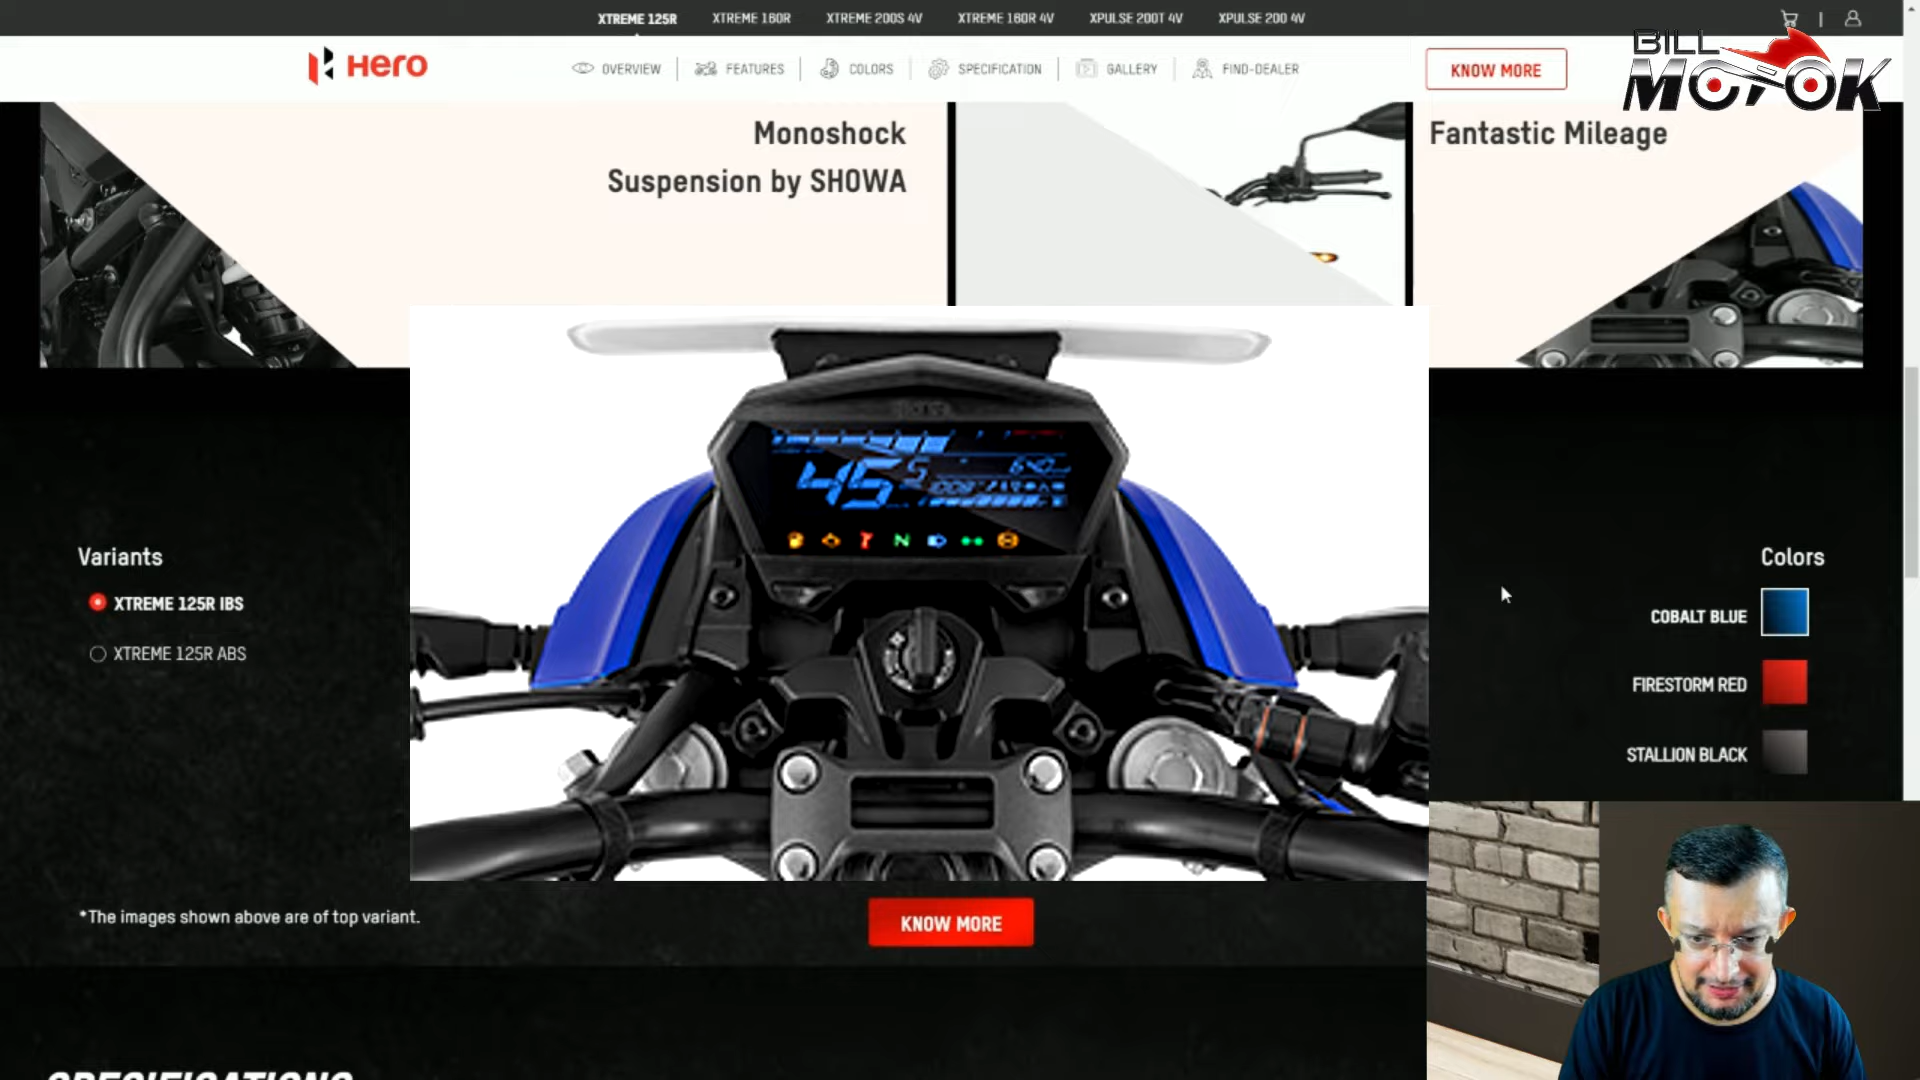 XTREME 125R XTREME 160R XTREME 200S 4V XTREME 160R 4V XPULSE 200T 4V XPULSE 200 4V
Hero OVERVIEW FEATURES COLORS SPECIFICATION GALLERY FIND-DEALER KNOW MORE
BILL
MOTOK
Monoshock
Suspension by SHOWA
Fantastic Mileage
45 5
N
Variants
XTREME 125R IBS
XTREME 125R ABS
Colors
COBALT BLUE
FIRESTORM RED
STALLION BLACK
*The images shown above are of top variant.
KNOW MORE
SPECIFICATIONS